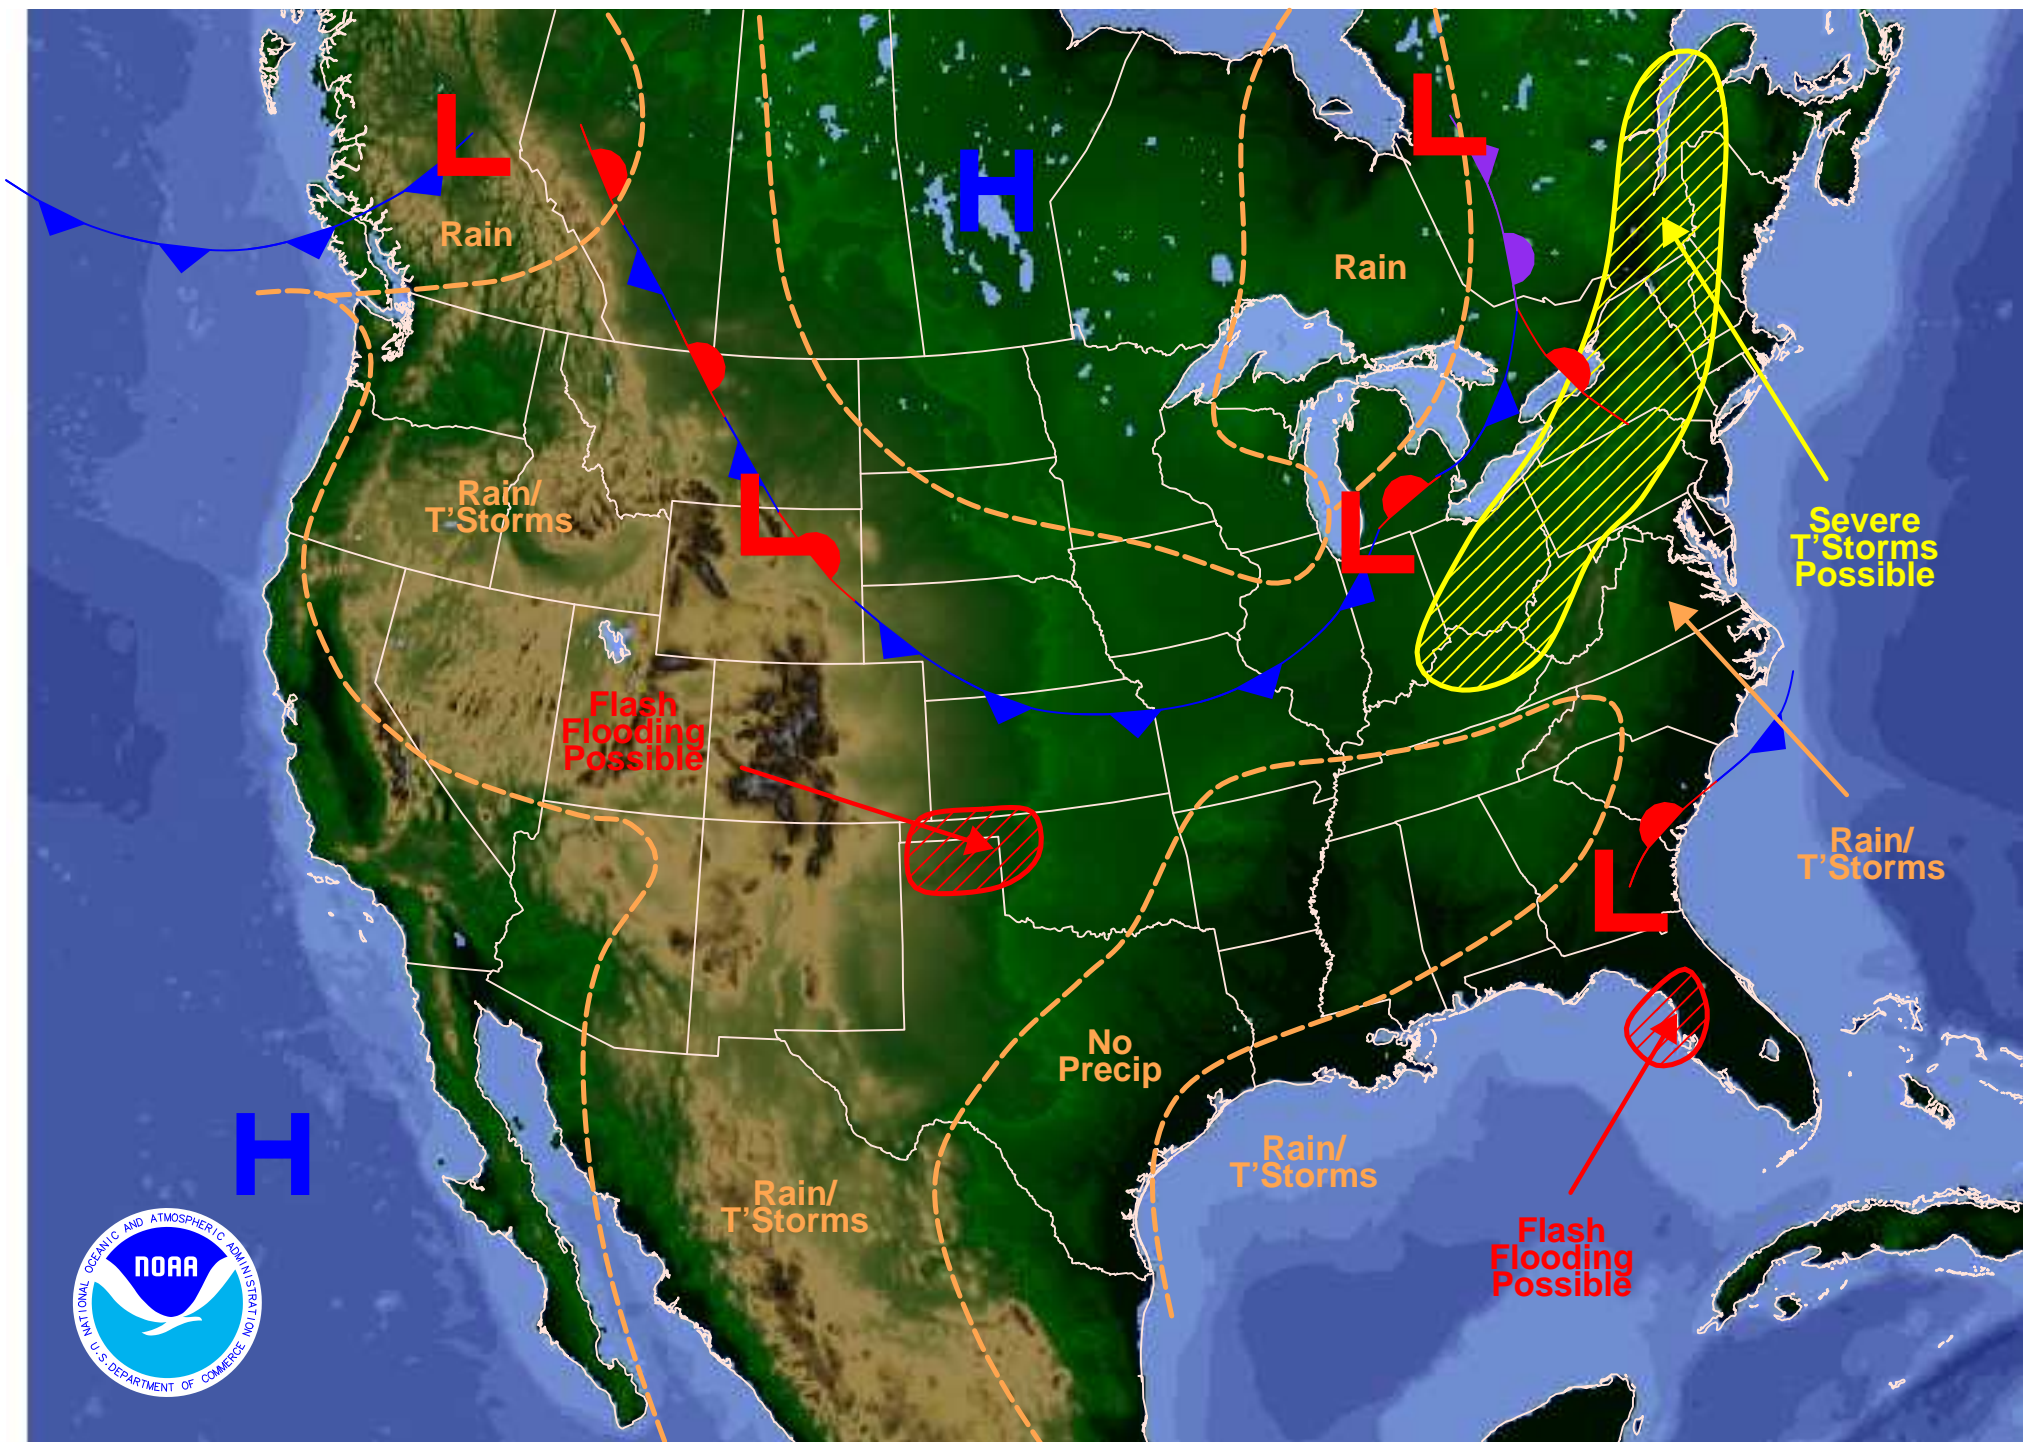 L
L
H
Rain
Rain
L
L
Rain/
T'Storms
Severe
T'Storms
Possible
Flash
Flooding
Possible
Rain/
T'Storms
L
No
Precip
H
Rain/
T'Storms
Rain/
T'Storms
Flash
Flooding
Possible
NATIONAL OCEANIC AND ATMOSPHERIC ADMINISTRATION
NOAA
U.S. DEPARTMENT OF COMMERCE